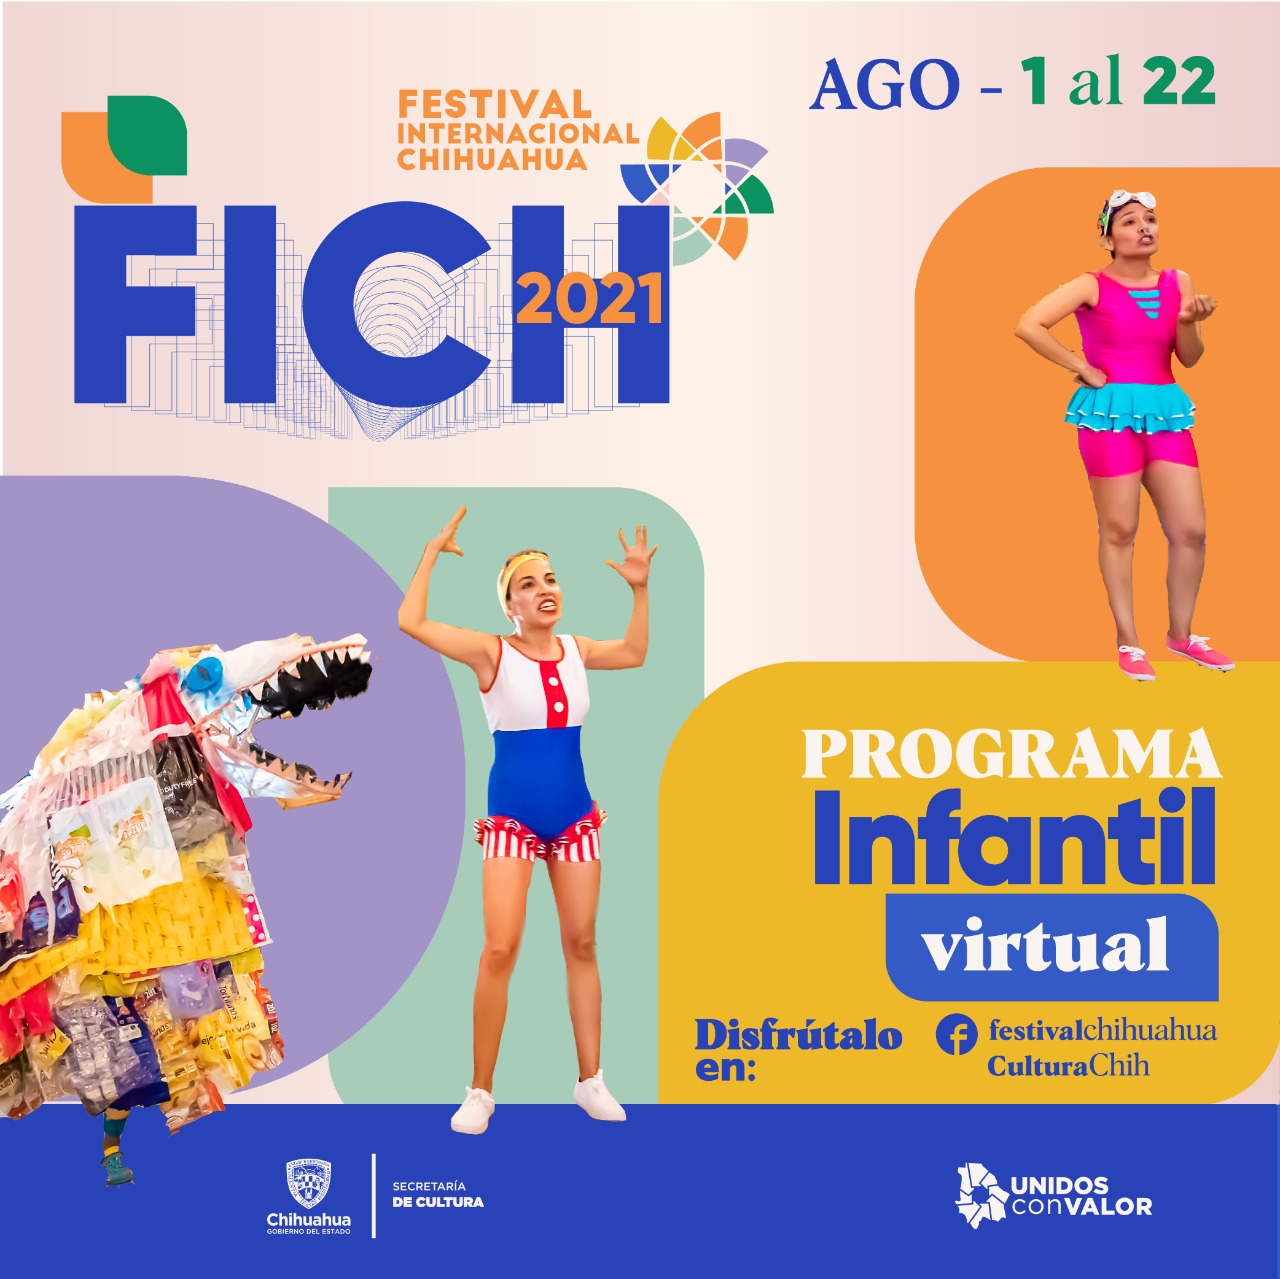 AGO - 1 al 22
FESTIVAL
INTERNACIONAL
CHIHUAHUA
FICH
2021
PROGRAMA
Infantil
virtual
Disfrútalo
en:
festivalchihuahua
CulturaChih
Chihuahua
GOBIERNO DEL ESTADO
SECRETARÍA
DE CULTURA
UNIDOS
conVALOR